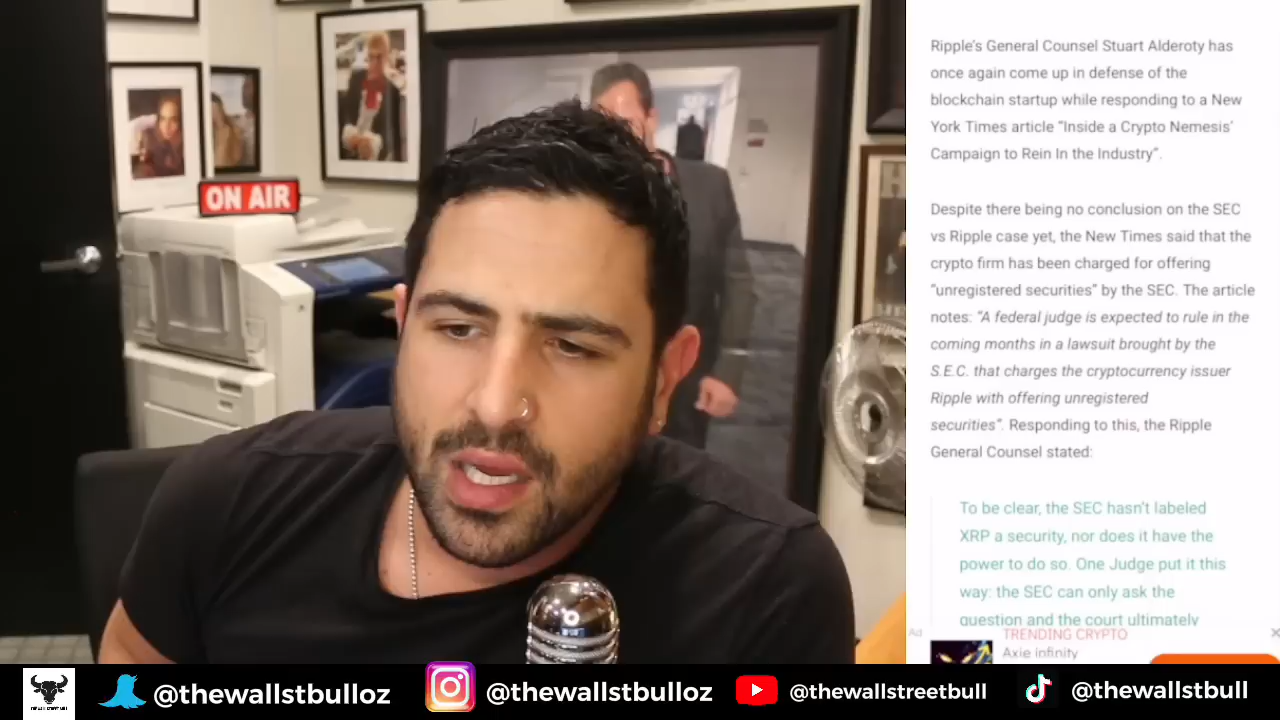 ON AIR
Ripple's General Counsel Stuart Alderoty has
once again come up in defense of the
blockchain startup while responding to a New
York Times article "Inside a Crypto Nemesis'
Campaign to Rein In the Industry".
Despite there being no conclusion on the SEC
vs Ripple case yet, the New Times said that the
crypto firm has been charged for offering
"unregistered securities" by the SEC. The article
notes: "A federal judge is expected to rule in the
coming months in a lawsuit brought by the
S.E.C. that charges the cryptocurrency issuer
Ripple with offering unregistered
securities". Responding to this, the Ripple
General Counsel stated:
To be clear, the SEC hasn't labeled
XRP a security, nor does it have the
power to do so. One Judge put it this
way: the SEC can only ask the
question and the court ultimately
Ad
TRENDING CRYPTO
Axie infinity
@thewallstbulloz
@thewallstbulloz
@thewallstreetbull
@thewallstbull